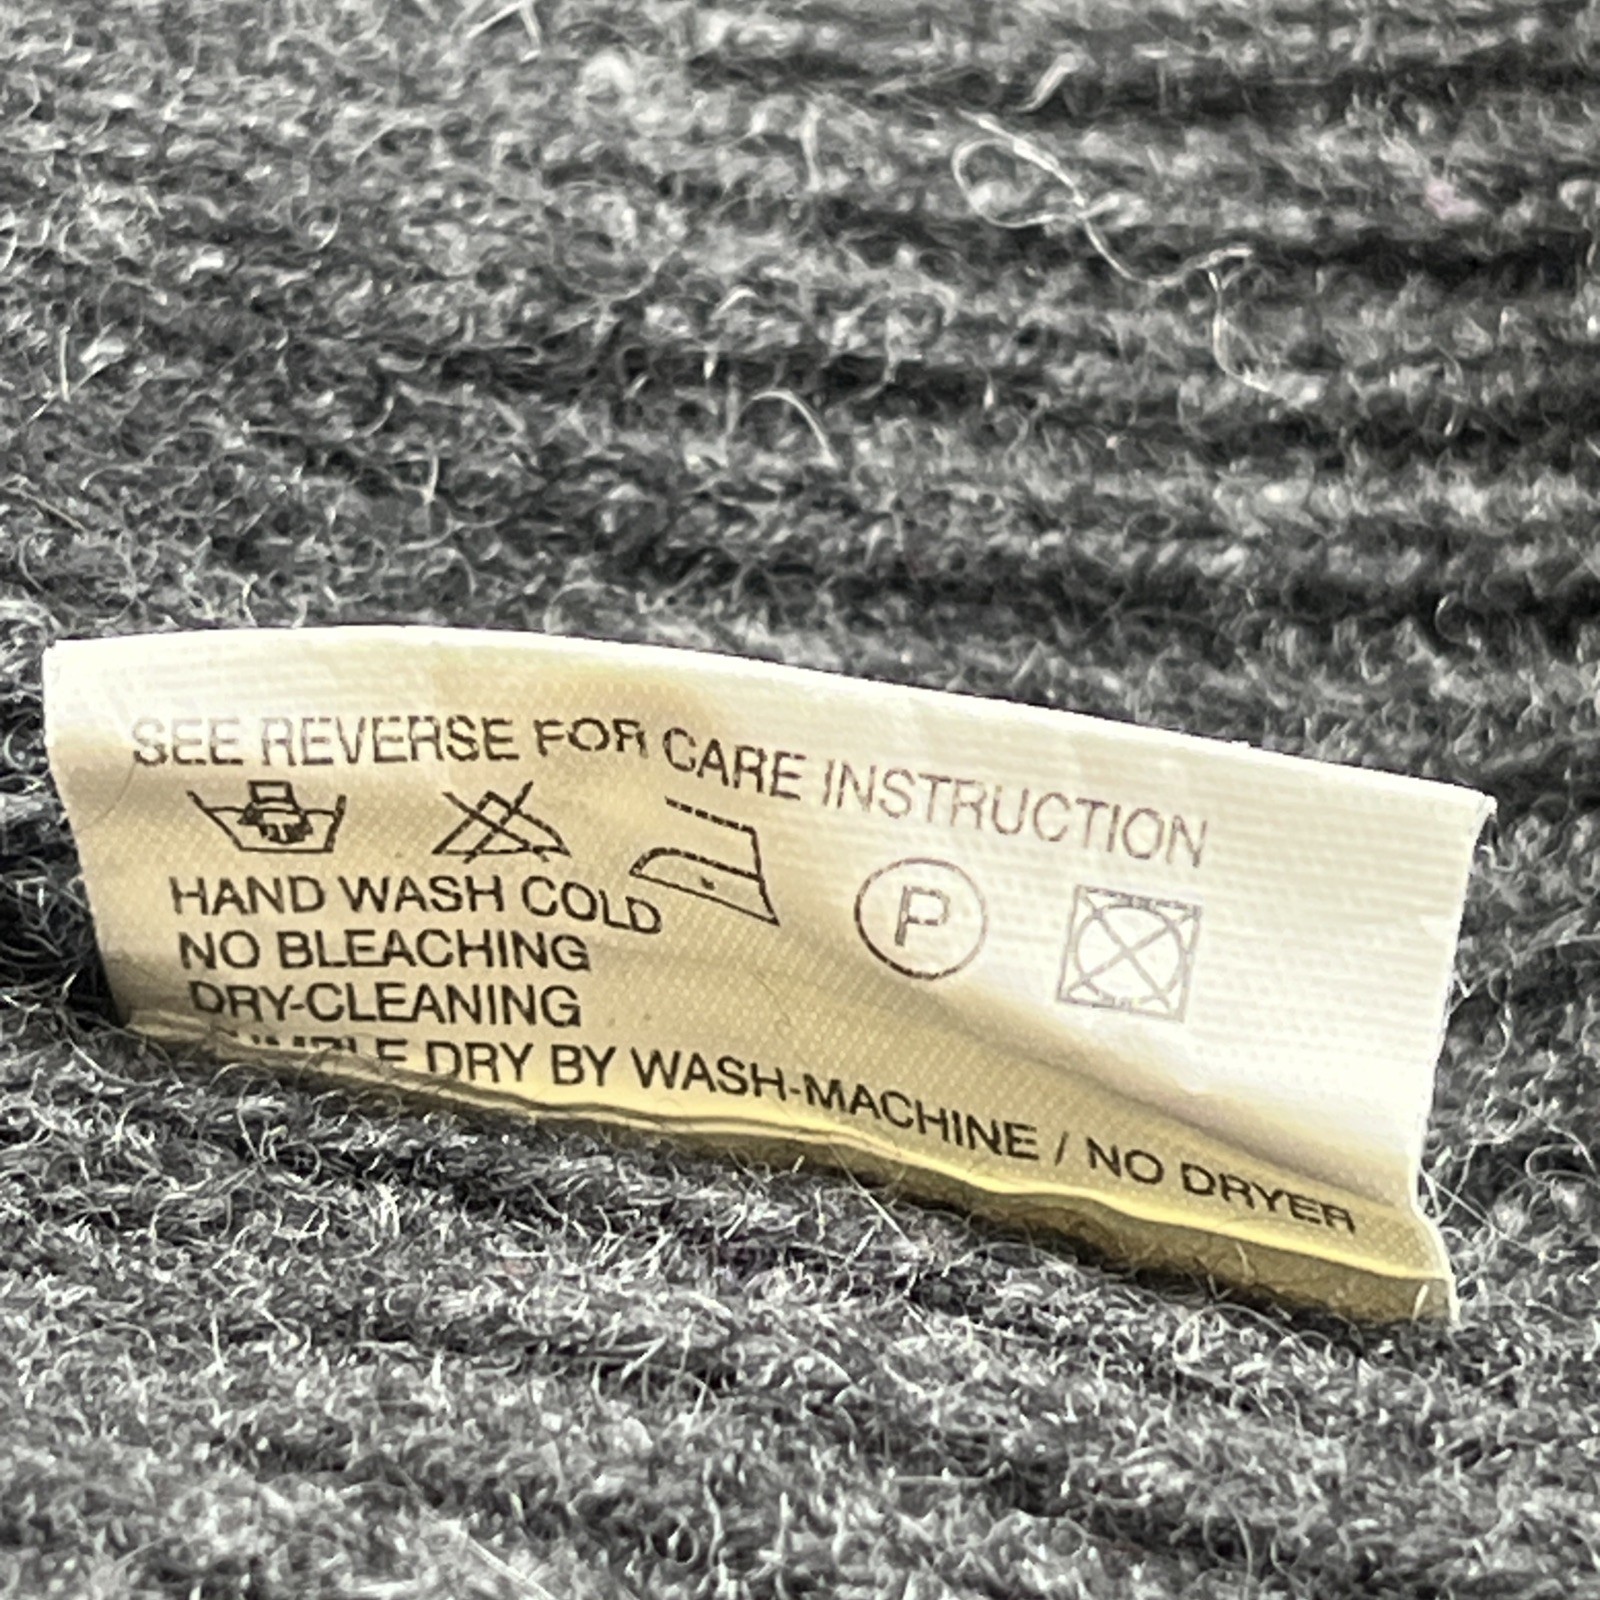 SEE REVERSE FOR CARE INSTRUCTION
P
HAND WASH COLD
NO BLEACHING
DRY-CLEANING
DRY BY WASH-MACHINE / NO DRYER